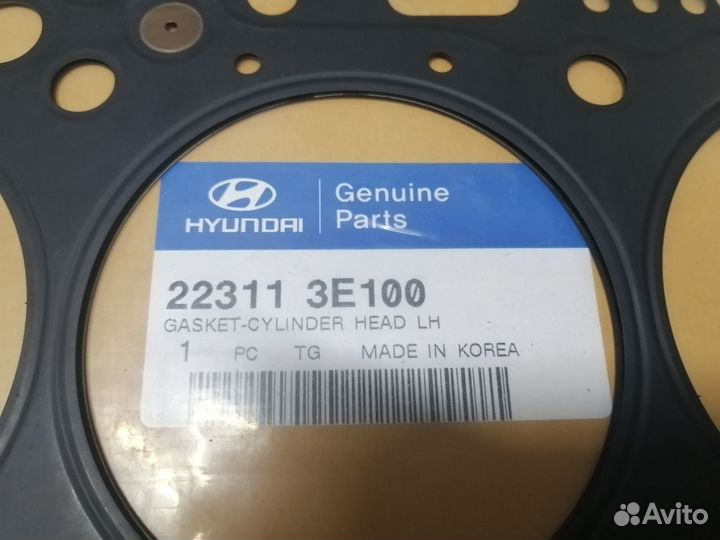 HYUNDAI
Genuine
Parts
22311 3E100
GASKET-CYLINDER HEAD LH
1 PC TG MADE IN KOREA
Avito